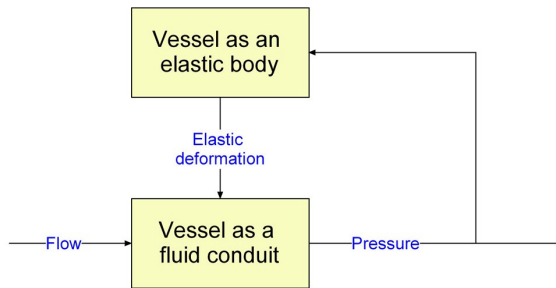 Vessel as an
elastic body
Elastic
deformation
Vessel as a
fluid conduit
Flow
Pressure